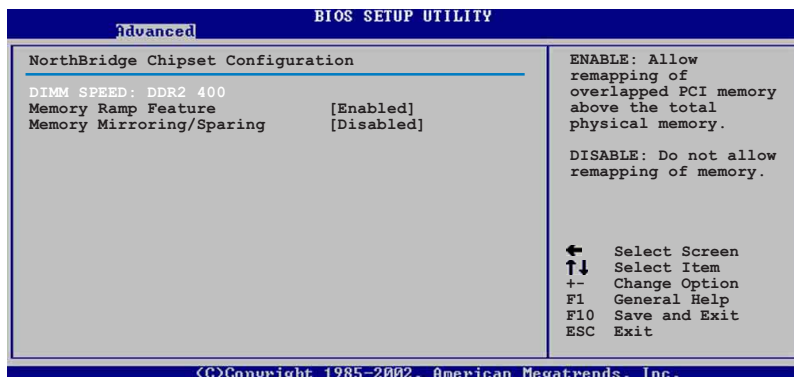 BIOS SETUP UTILITY
Advanced
NorthBridge Chipset Configuration
DIMM SPEED: DDR2 400
Memory Ramp Feature [Enabled]
Memory Mirroring/Sparing [Disabled]
ENABLE: Allow
remapping of
overlapped PCI memory
above the total
physical memory.
DISABLE: Do not allow
remapping of memory.
← Select Screen
↑↓ Select Item
+- Change Option
F1 General Help
F10 Save and Exit
ESC Exit
(C)Copyright 1985-2002, American Megatrends, Inc.